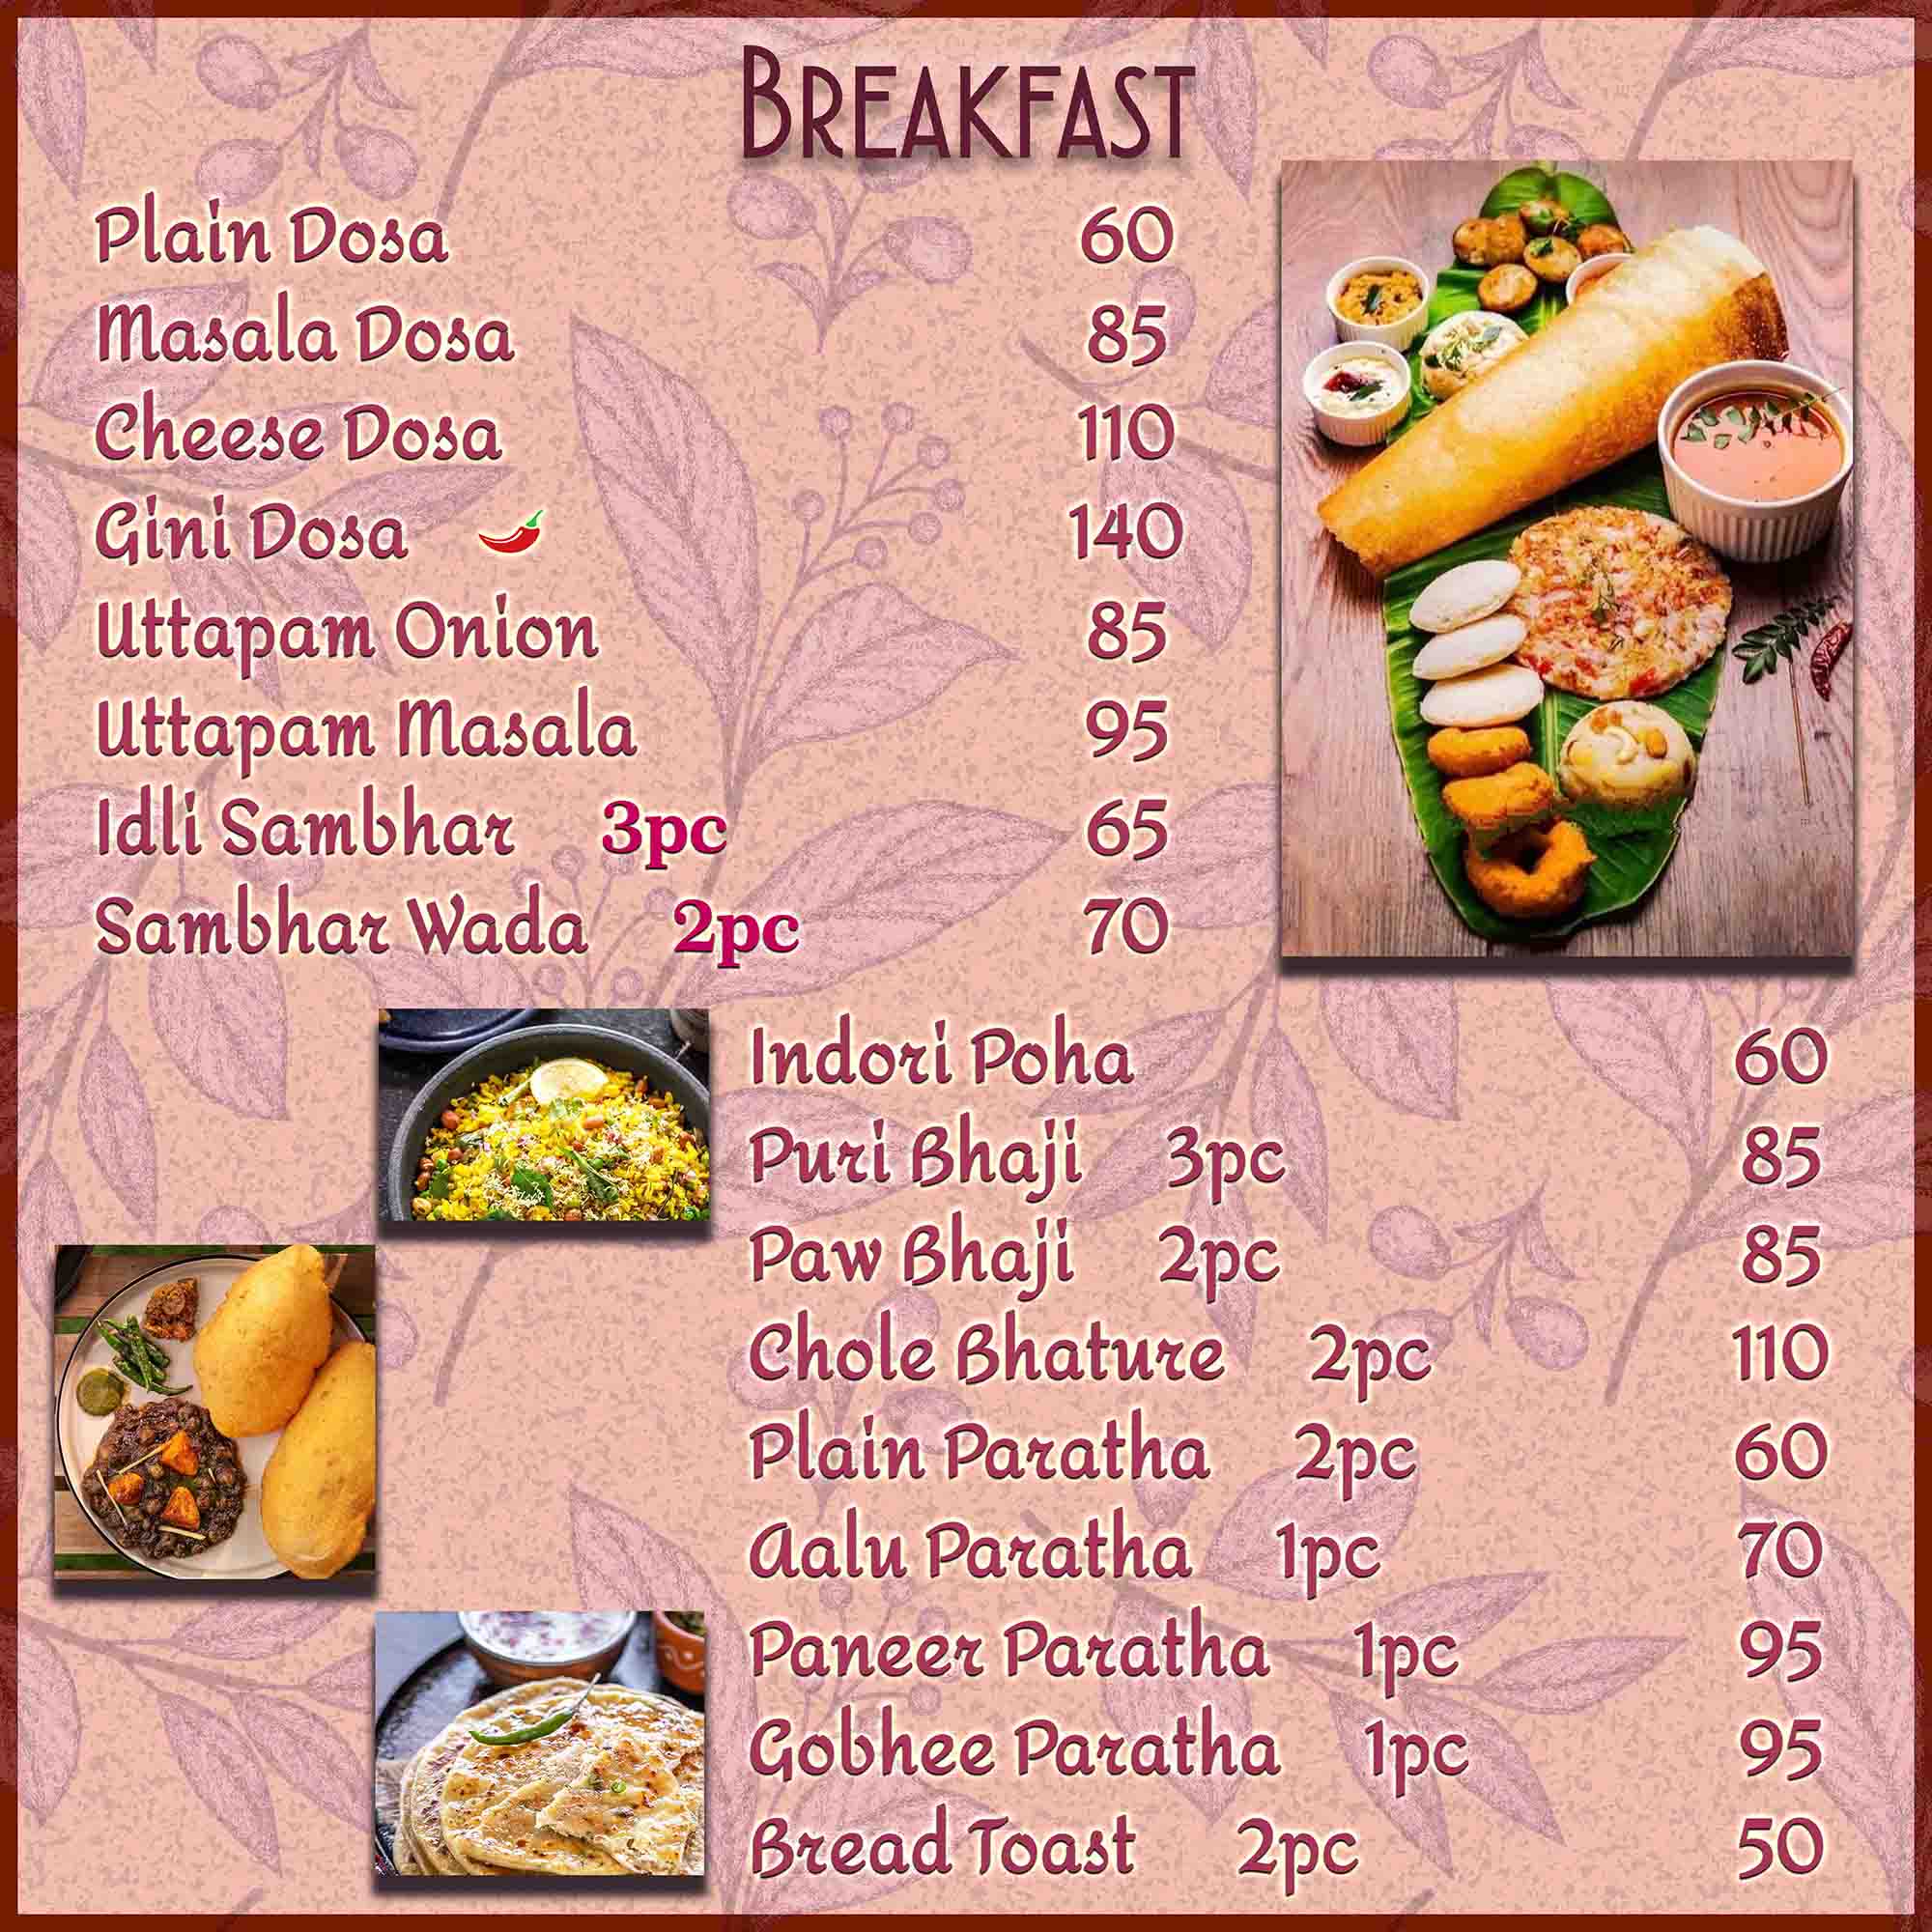 BREAKFAST
Plain Dosa 60
Masala Dosa 85
Cheese Dosa 110
Gini Dosa 140
Uttapam Onion 85
Uttapam Masala 95
Idli Sambhar 3pc 65
Sambhar Wada 2pc 70
Indori Poha 60
Puri Bhaji 3pc 85
Paw Bhaji 2pc 85
Chole Bhature 2pc 110
Plain Paratha 2pc 60
Aalu Paratha 1pc 70
Paneer Paratha 1pc 95
Gobhee Paratha 1pc 95
Bread Toast 2pc 50